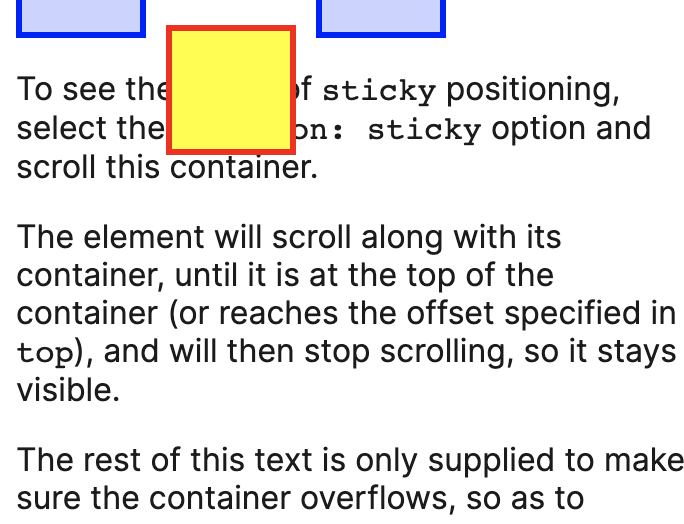 To see the of sticky positioning,
select the on: sticky option and
scroll this container.
The element will scroll along with its
container, until it is at the top of the
container (or reaches the offset specified in
top), and will then stop scrolling, so it stays
visible.
The rest of this text is only supplied to make
sure the container overflows, so as to